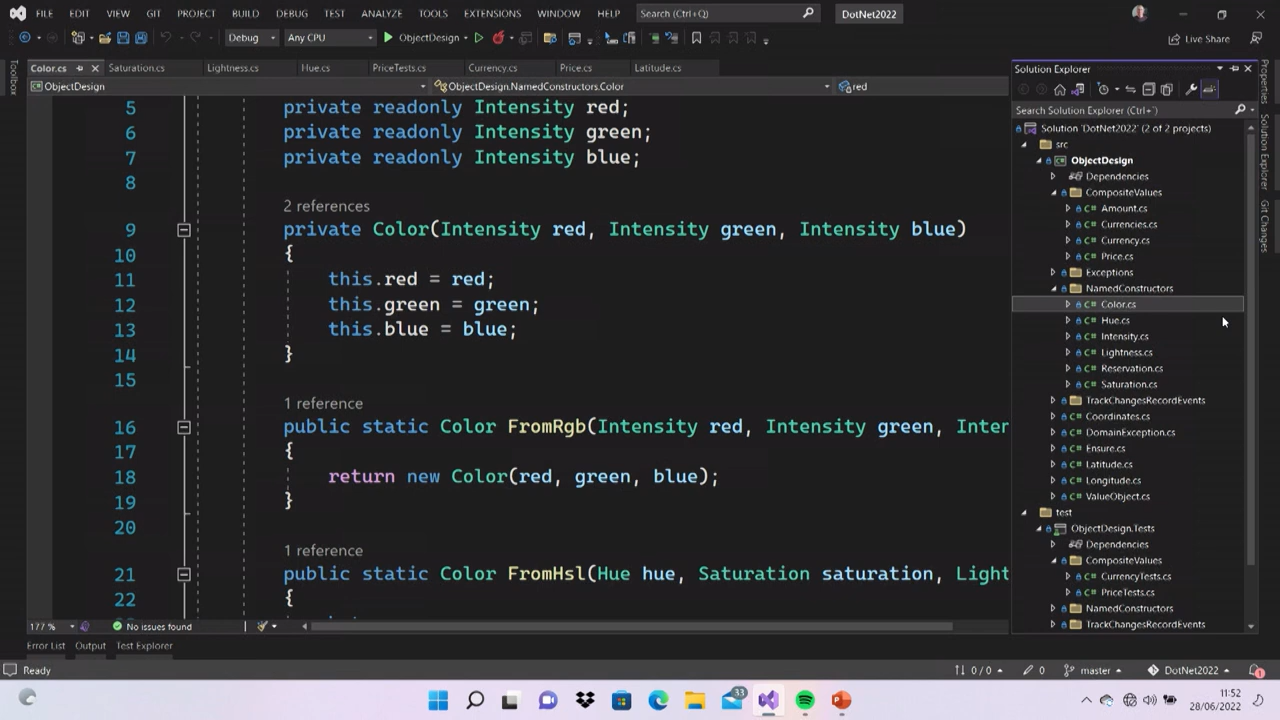 FILE EDIT VIEW GIT PROJECT BUILD DEBUG TEST ANALYZE TOOLS EXTENSIONS WINDOW HELP Search (Ctrl+Q) DotNet2022
Debug Any CPU ObjectDesign Live Share
Color.cs Saturation.cs Lightness.cs Hue.cs PriceTests.cs Currency.cs Price.cs Latitude.cs
ObjectDesign ObjectDesign.NamedConstructors.Color red
Toolbox
5 private readonly Intensity red;
6 private readonly Intensity green;
7 private readonly Intensity blue;
8
2 references
9 private Color(Intensity red, Intensity green, Intensity blue)
10 {
11 this.red = red;
12 this.green = green;
13 this.blue = blue;
14 }
15
1 reference
16 public static Color FromRgb(Intensity red, Intensity green, Inten
17 {
18 return new Color(red, green, blue);
19 }
20
1 reference
21 public static Color FromHsl(Hue hue, Saturation saturation, Light
22 {
177 % No issues found
Solution Explorer
Search Solution Explorer (Ctrl+¨)
Solution 'DotNet2022' (2 of 2 projects)
src
ObjectDesign
Dependencies
CompositeValues
C# Amount.cs
C# Currencies.cs
C# Currency.cs
C# Price.cs
Exceptions
NamedConstructors
C# Color.cs
C# Hue.cs
C# Intensity.cs
C# Lightness.cs
C# Reservation.cs
C# Saturation.cs
TrackChangesRecordEvents
C# Coordinates.cs
C# DomainException.cs
C# Ensure.cs
C# Latitude.cs
C# Longitude.cs
C# ValueObject.cs
test
ObjectDesign.Tests
Dependencies
CompositeValues
C# CurrencyTests.cs
C# PriceTests.cs
NamedConstructors
TrackChangesRecordEvents
Properties
Solution Explorer
Git Changes
Error List Output Test Explorer
Ready 0 / 0 0 master DotNet2022 1
33
11:52
28/06/2022